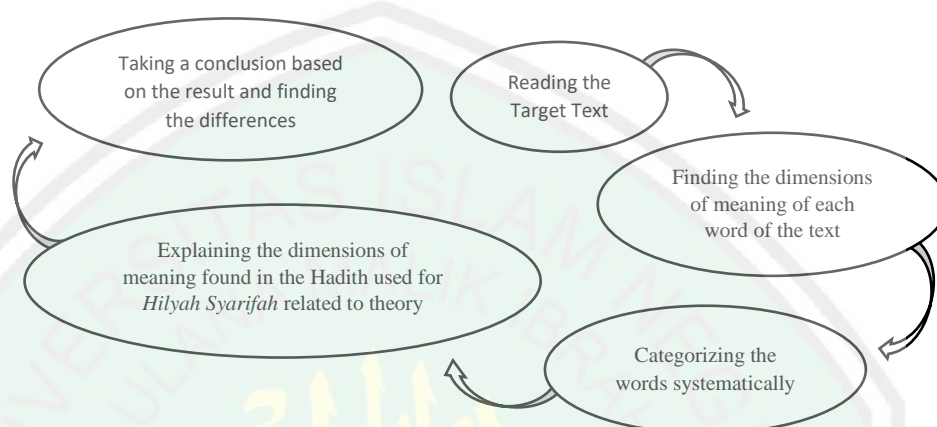 Reading the
Target Text
Finding the dimensions
of meaning of each
word of the text
Categorizing the
words systematically
Explaining the dimensions of
meaning found in the Hadith used for
Hilyah Syarifah related to theory
Taking a conclusion based
on the result and finding
the differences